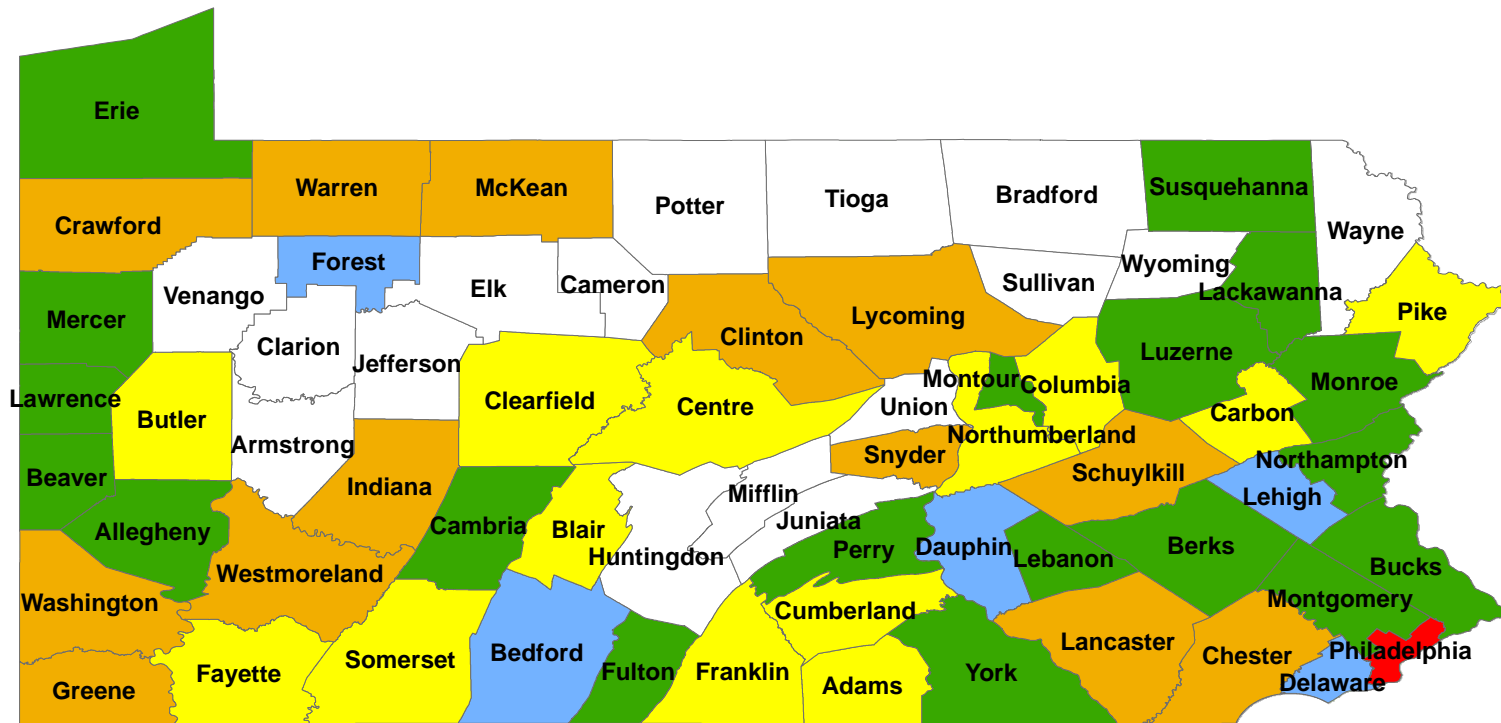 Erie
Warren
McKean
Potter
Tioga
Bradford
Susquehanna
Wayne
Crawford
Forest
Venango
Elk
Cameron
Sullivan
Wyoming
Lackawanna
Pike
Mercer
Clarion
Jefferson
Clinton
Lycoming
Luzerne
Monroe
Lawrence
Butler
Armstrong
Clearfield
Centre
Union
Montour
Columbia
Carbon
Northumberland
Snyder
Schuylkill
Northampton
Lehigh
Beaver
Indiana
Allegheny
Cambria
Blair
Mifflin
Juniata
Huntingdon
Perry
Dauphin
Lebanon
Berks
Bucks
Westmoreland
Washington
Cumberland
Montgomery
Lancaster
Chester
Philadelphia
Delaware
Greene
Fayette
Somerset
Bedford
Fulton
Franklin
Adams
York